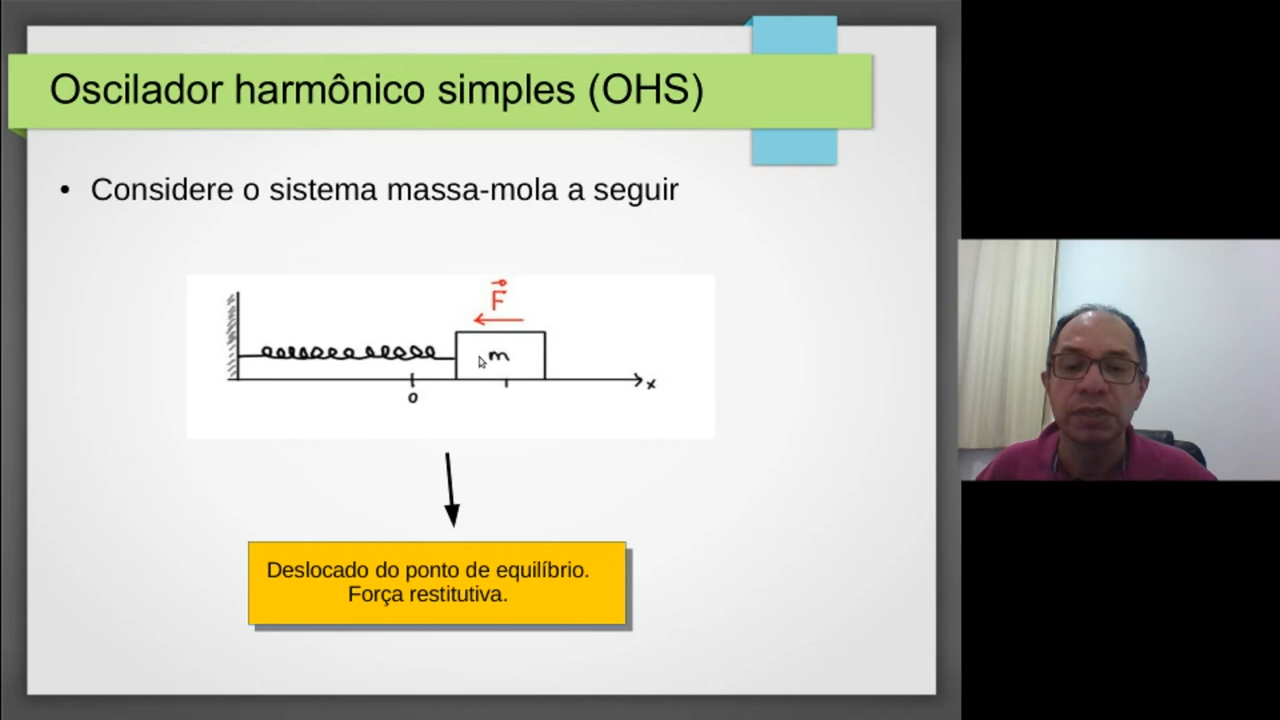 Oscilador harmônico simples (OHS)
• Considere o sistema massa-mola a seguir
F
m
0
x
Deslocado do ponto de equilíbrio.
Força restitutiva.